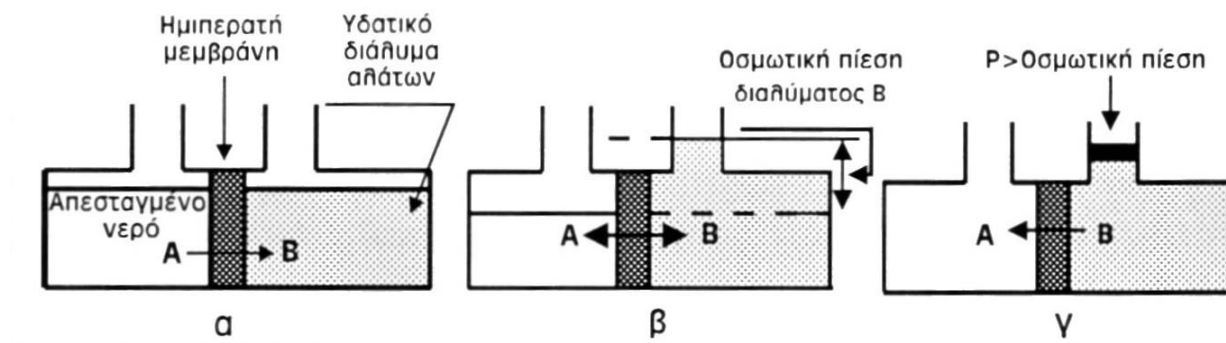 Ημιπερατή
μεμβράνη
Υδατικό
διάλυμα
αλάτων
Απεσταγμένο
νερό
A
B
α
Οσμωτική πίεση
διαλύματος B
A
B
β
P>Οσμωτική πίεση
A
B
γ